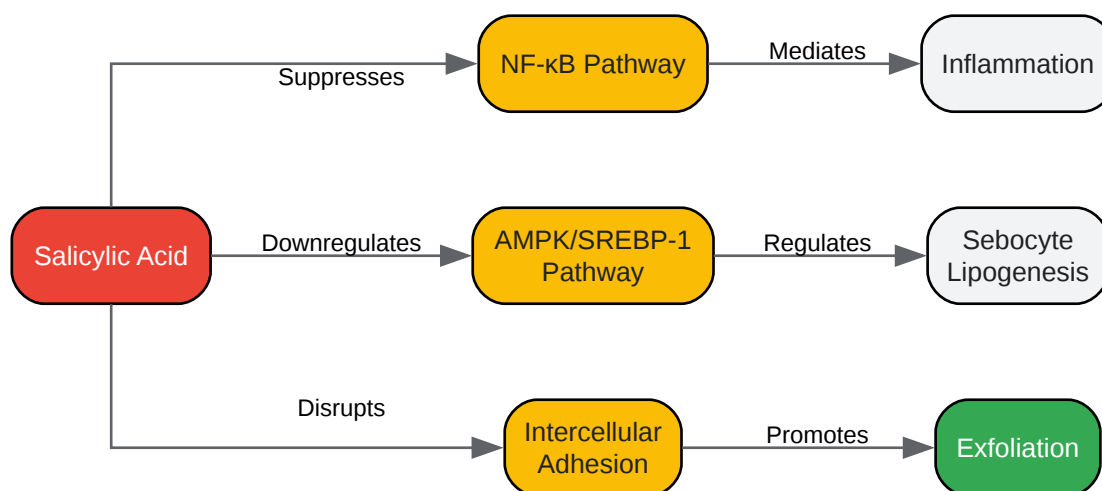 Suppresses
NF-κB Pathway
Mediates
Inflammation
Salicylic Acid
Downregulates
AMPK/SREBP-1
Pathway
Regulates
Sebocyte
Lipogenesis
Disrupts
Intercellular
Adhesion
Promotes
Exfoliation